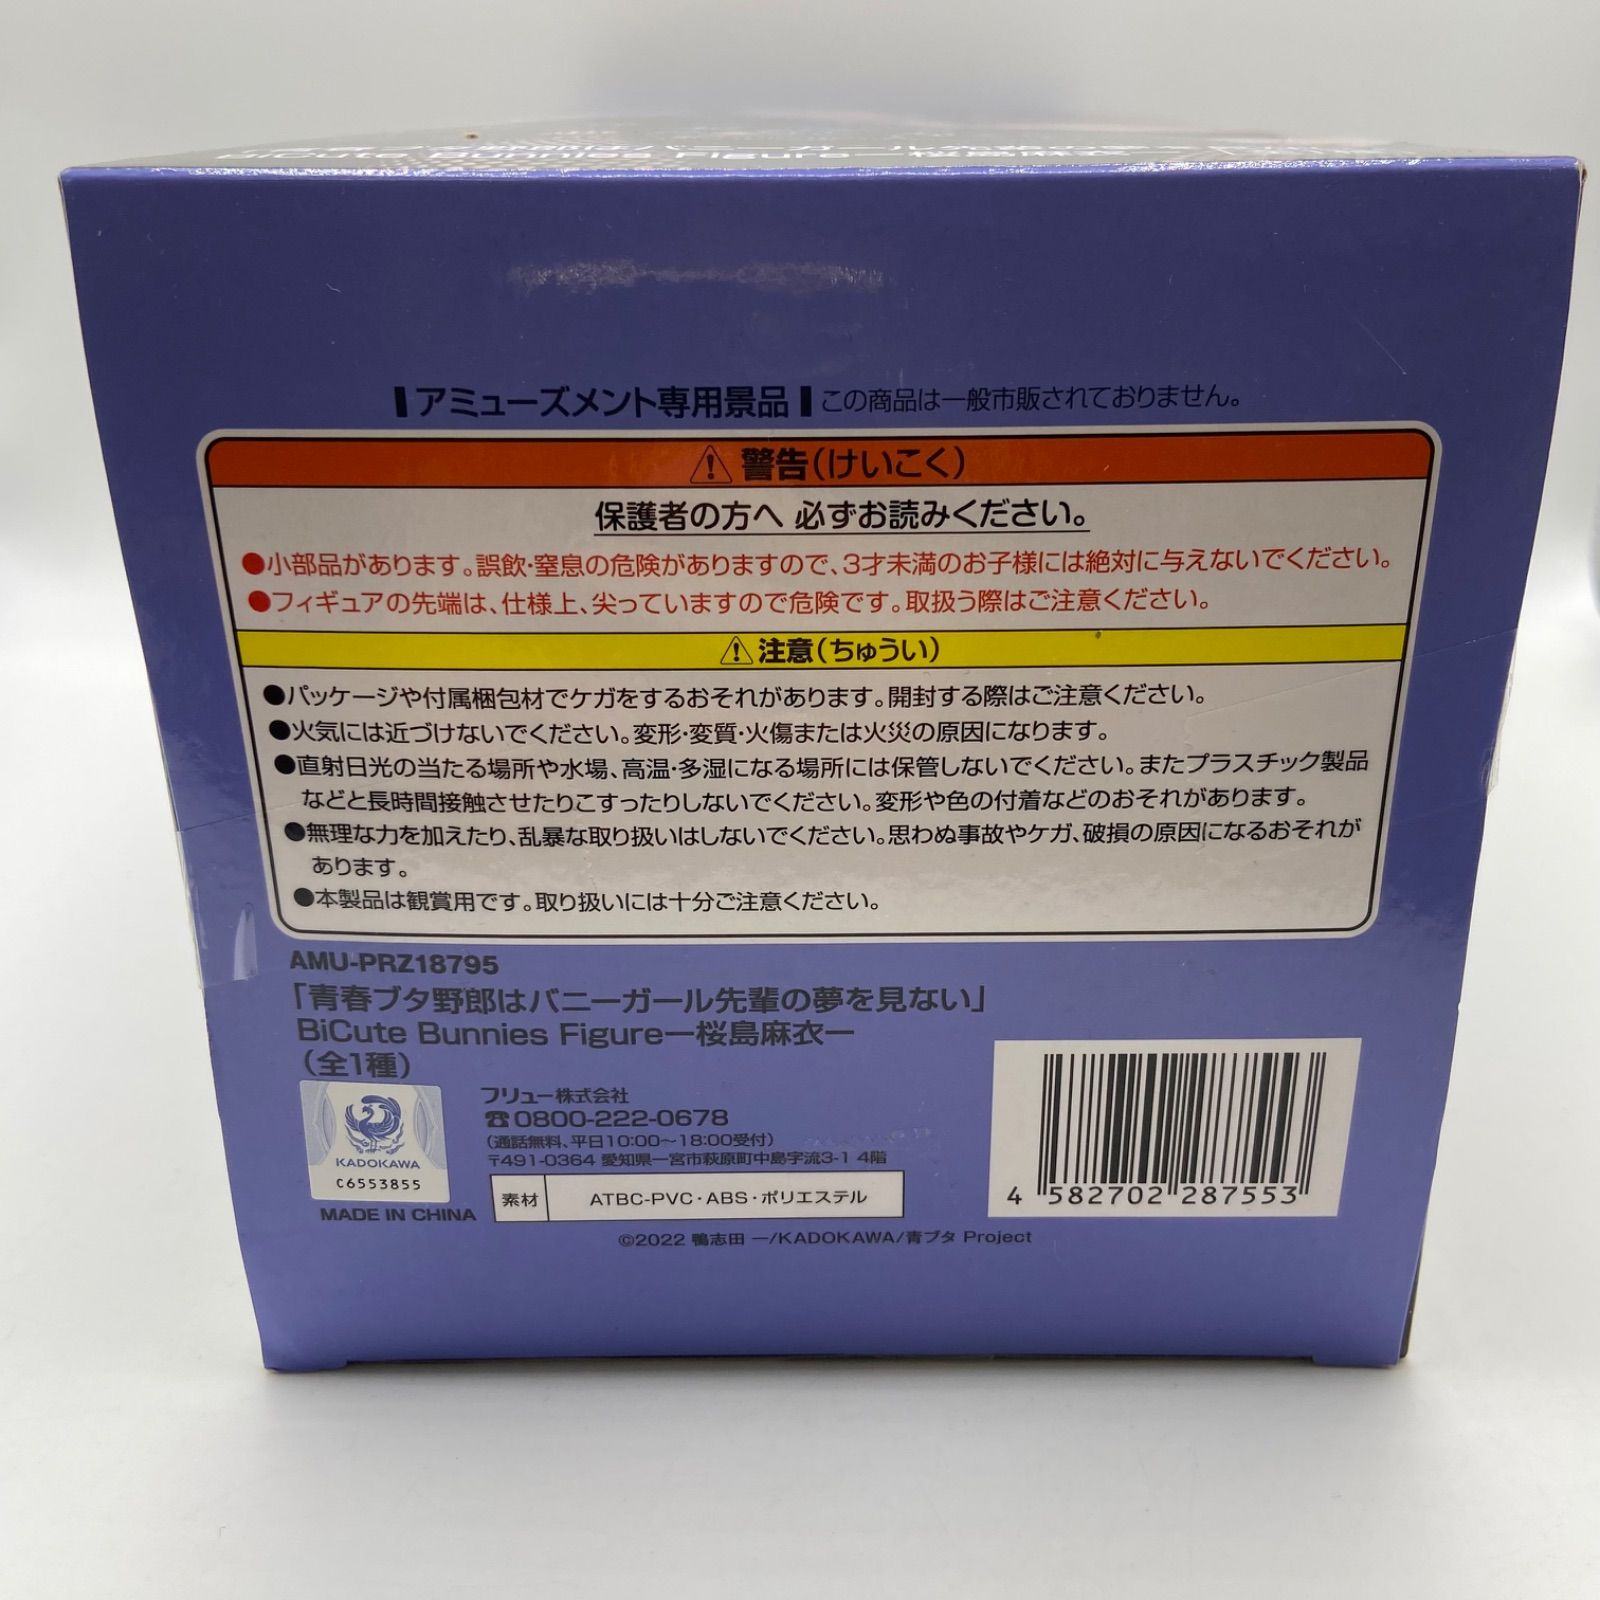 BiCute Bunnies Figure
アミューズメント専用景品 この商品は一般市販されておりません。
警告(けいこく)
保護者の方へ 必ずお読みください。
●小部品があります。誤飲・窒息の危険がありますので、3才未満のお子様には絶対に与えないでください。
●フィギュアの先端は、仕様上、尖っていますので危険です。取扱う際はご注意ください。
注意(ちゅうい)
●パッケージや付属梱包材でケガをするおそれがあります。開封する際はご注意ください。
●火気には近づけないでください。変形・変質・火傷または火災の原因になります。
●直射日光の当たる場所や水場、高温・多湿になる場所には保管しないでください。またプラスチック製品
などと長時間接触させたりこすったりしないでください。変形や色の付着などのおそれがあります。
●無理な力を加えたり、乱暴な取り扱いはしないでください。思わぬ事故やケガ、破損の原因になるおそれが
あります。
●本製品は観賞用です。取り扱いには十分ご注意ください。
AMU-PRZ18795
「青春ブタ野郎はバニーガール先輩の夢を見ない」
BiCute Bunnies Figureー桜島麻衣ー
(全1種)
フリュー株式会社
☎0800-222-0678
(通話無料、平日10:00～18:00受付)
〒491-0364 愛知県一宮市萩原町中島字流3-1 4階
KADOKAWA
C6553855
素材 ATBC-PVC・ABS・ポリエステル
MADE IN CHINA
4 582702 287553
©2022 鴨志田 一/KADOKAWA/青ブタ Project